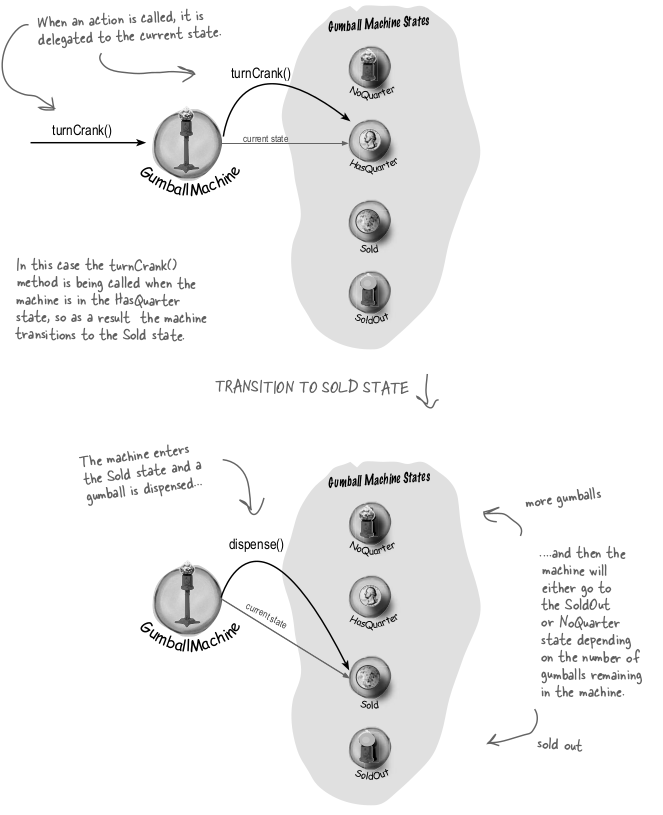 When an action is called, it is
delegated to the current state.
Gumball Machine States
turnCrank()
NoQuarter
turnCrank()
current state
HasQuarter
GumballMachine
Sold
In this case the turnCrank()
method is being called when the
machine is in the HasQuarter
state, so as a result the machine
transitions to the Sold state.
SoldOut
TRANSITION TO SOLD STATE
The machine enters
the Sold state and a
gumball is dispensed...
Gumball Machine States
more gumballs
NoQuarter
dispense()
HasQuarter
current state
GumballMachine
Sold
....and then the
machine will
either go to
the SoldOut
or NoQuarter
state depending
on the number of
gumballs remaining
in the machine.
sold out
SoldOut